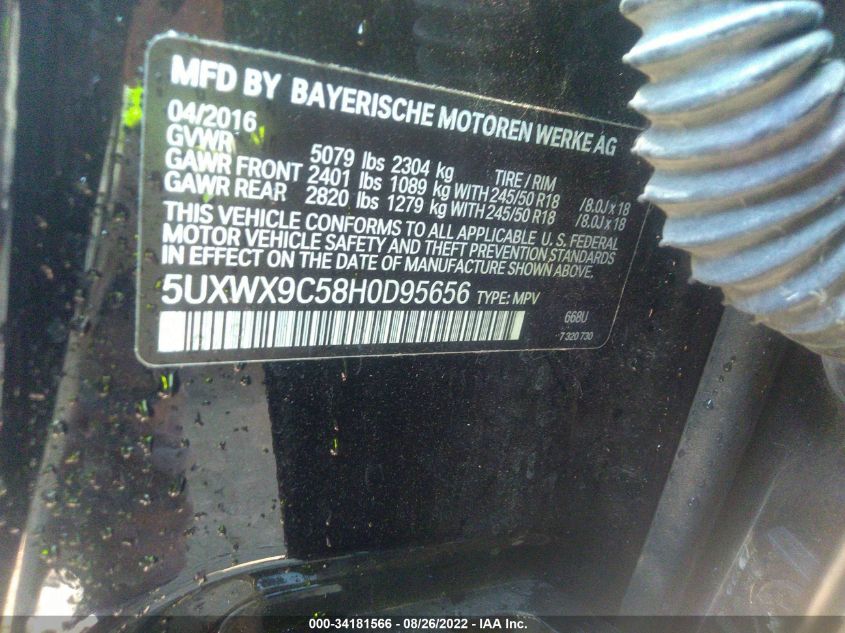 MFD BY BAYERISCHE MOTOREN WERKE AG
04/2016
GVWR 5079 lbs 2304 kg TIRE / RIM
GAWR FRONT 2401 lbs 1089 kg WITH 245/50 R18 /8.0J x 18
GAWR REAR 2820 lbs 1279 kg WITH 245/50 R18 /8.0J x 18
THIS VEHICLE CONFORMS TO ALL APPLICABLE U.S. FEDERAL
MOTOR VEHICLE SAFETY AND THEFT PREVENTION STANDARDS
IN EFFECT ON THE DATE OF MANUFACTURE SHOWN ABOVE.
5UXWX9C58H0D95656 TYPE: MPV
668U
7 320 730
000-34181566 / 08/26/2022 - IAA Inc.